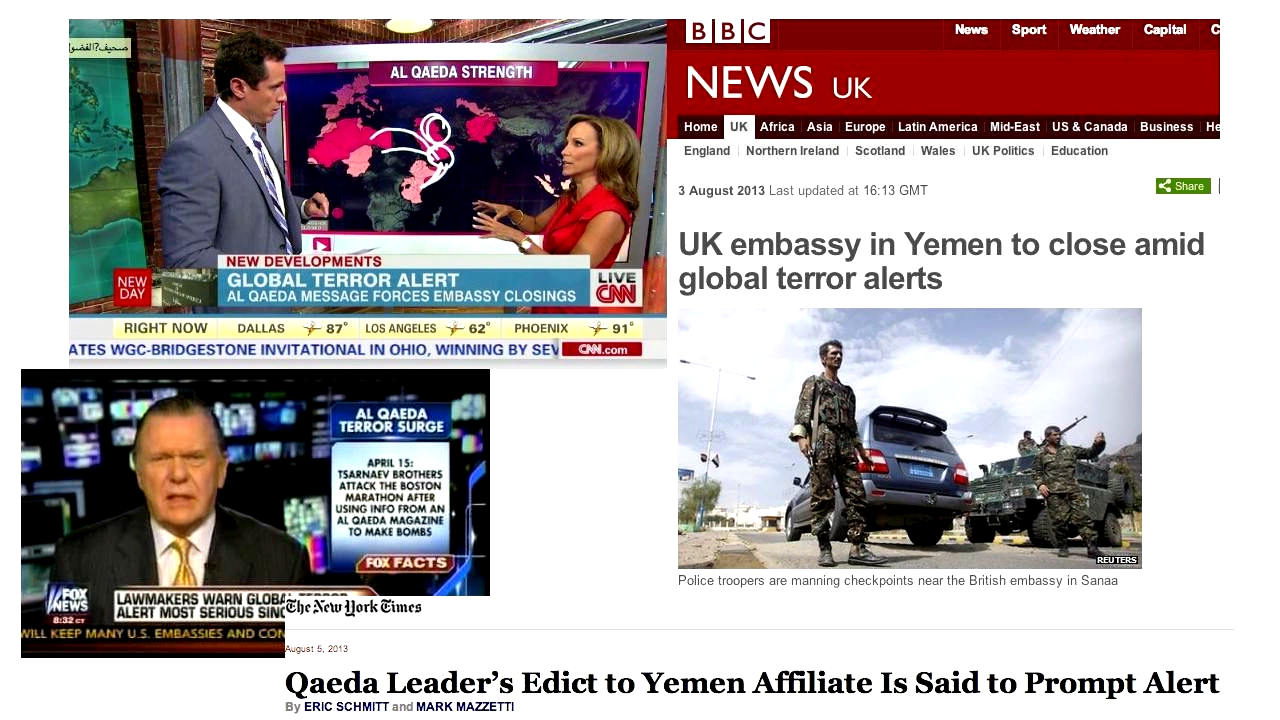 صحيف?الفضو
AL QAEDA STRENGTH
NEW DEVELOPMENTS
NEW DAY
GLOBAL TERROR ALERT
AL QAEDA MESSAGE FORCES EMBASSY CLOSINGS
LIVE
CNN
RIGHT NOW DALLAS 87° LOS ANGELES 62° PHOENIX 91°
ATES WGC-BRIDGESTONE INVITATIONAL IN OHIO, WINNING BY SEV
CNN.com
BBC
News Sport Weather Capital C
NEWS UK
Home UK Africa Asia Europe Latin America Mid-East US & Canada Business He
England Northern Ireland Scotland Wales UK Politics Education
3 August 2013 Last updated at 16:13 GMT
Share
UK embassy in Yemen to close amid
global terror alerts
REUTERS
Police troopers are manning checkpoints near the British embassy in Sanaa
AL QAEDA
TERROR SURGE
APRIL 15:
TSARNAEV BROTHERS
ATTACK THE BOSTON
MARATHON AFTER
USING INFO FROM AN
AL QAEDA MAGAZINE
TO MAKE BOMBS
FOX FACTS
FOX
NEWS
8:32 CT
LAWMAKERS WARN GLOBAL TERROR
ALERT MOST SERIOUS SINC
WILL KEEP MANY U.S. EMBASSIES AND CON
The New York Times
August 5, 2013
Qaeda Leader's Edict to Yemen Affiliate Is Said to Prompt Alert
By ERIC SCHMITT and MARK MAZZETTI